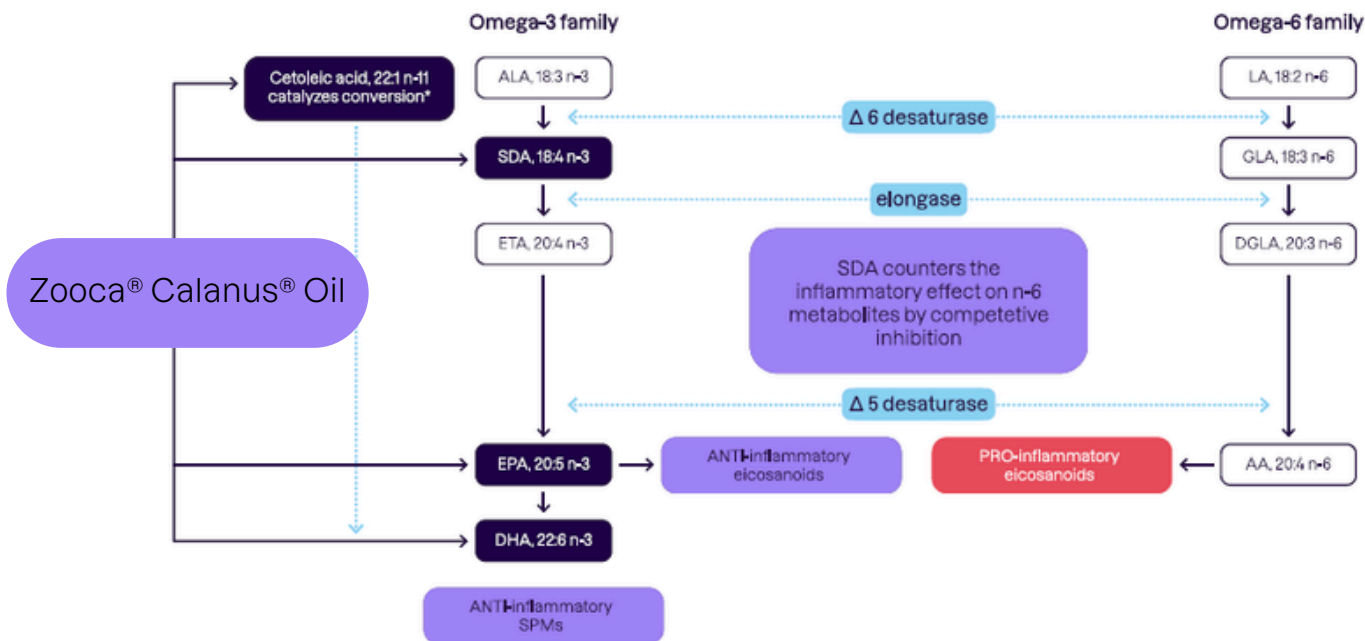 Omega-3 family
Omega-6 family
Cetoleic acid, 22:1 n-11
catalyzes conversion*
ALA, 18:3 n-3
LA, 18:2 n-6
Δ 6 desaturase
SDA, 18:4 n-3
GLA, 18:3 n-6
elongase
ETA, 20:4 n-3
DGLA, 20:3 n-6
Zooca® Calanus® Oil
SDA counters the
inflammatory effect on n-6
metabolites by competetive
inhibition
Δ 5 desaturase
EPA, 20:5 n-3
ANTI-inflammatory
eicosanoids
PRO-inflammatory
eicosanoids
AA, 20:4 n-6
DHA, 22:6 n-3
ANTI-inflammatory
SPMs